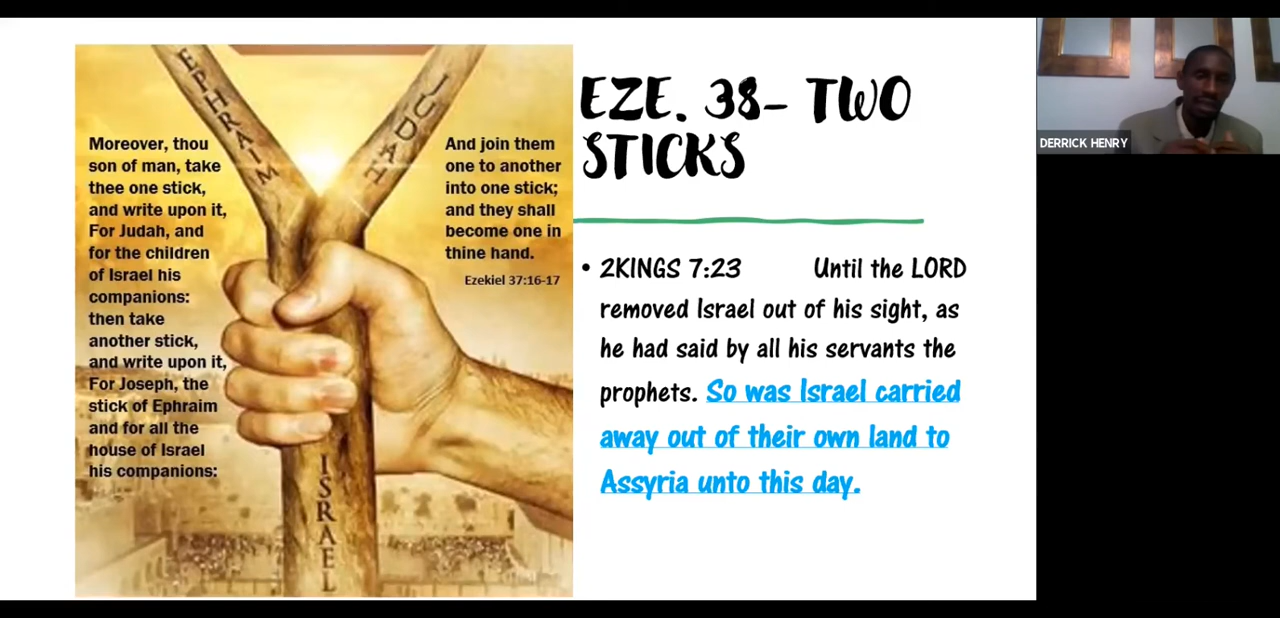 EPHRAIM
JUDAH
Moreover, thou
son of man, take
thee one stick,
and write upon it,
For Judah, and
for the children
of Israel his
companions:
then take
another stick,
and write upon it,
For Joseph, the
stick of Ephraim
and for all the
house of Israel
his companions:
And join them
one to another
into one stick;
and they shall
become one in
thine hand.
Ezekiel 37:16-17
ISRAEL
EZE. 38- TWO
STICKS
• 2KINGS 7:23 Until the LORD
removed Israel out of his sight, as
he had said by all his servants the
prophets. So was Israel carried
away out of their own land to
Assyria unto this day.
DERRICK HENRY